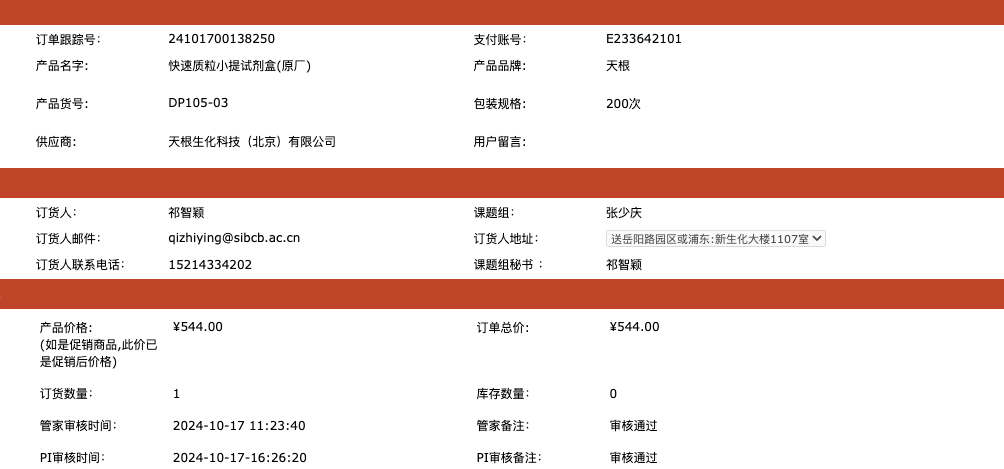 订单跟踪号: 24101700138250 支付账号: E233642101
产品名字: 快速质粒小提试剂盒(原厂) 产品品牌: 天根
产品货号: DP105-03 包装规格: 200次
供应商: 天根生化科技（北京）有限公司 用户留言:
订货人: 祁智颖 课题组: 张少庆
订货人邮件: qizhiying@sibcb.ac.cn 订货人地址: 送岳阳路园区或浦东:新生化大楼1107室
订货人联系电话: 15214334202 课题组秘书 : 祁智颖
产品价格: ¥544.00 订单总价: ¥544.00
(如是促销商品,此价已
是促销后价格)
订货数量: 1 库存数量: 0
管家审核时间: 2024-10-17 11:23:40 管家备注: 审核通过
PI审核时间: 2024-10-17-16:26:20 PI审核备注: 审核通过